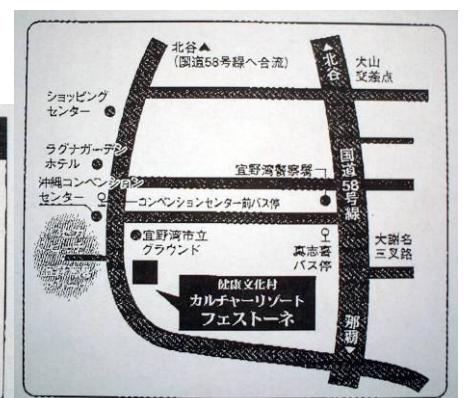 北谷▲
(国道58号線へ合流)
▲北谷
犬山
交差点
ショッピング
センター
ラグナガーデン
ホテル
宜野湾警察署
国道58号線
沖縄コンベンション
センター
コンベンションセンター前バス停
宜野湾市立
グラウンド
真志喜
バス停
大謝名
三叉路
健康文化村
カルチャーリゾート
フェストーネ
那覇▼